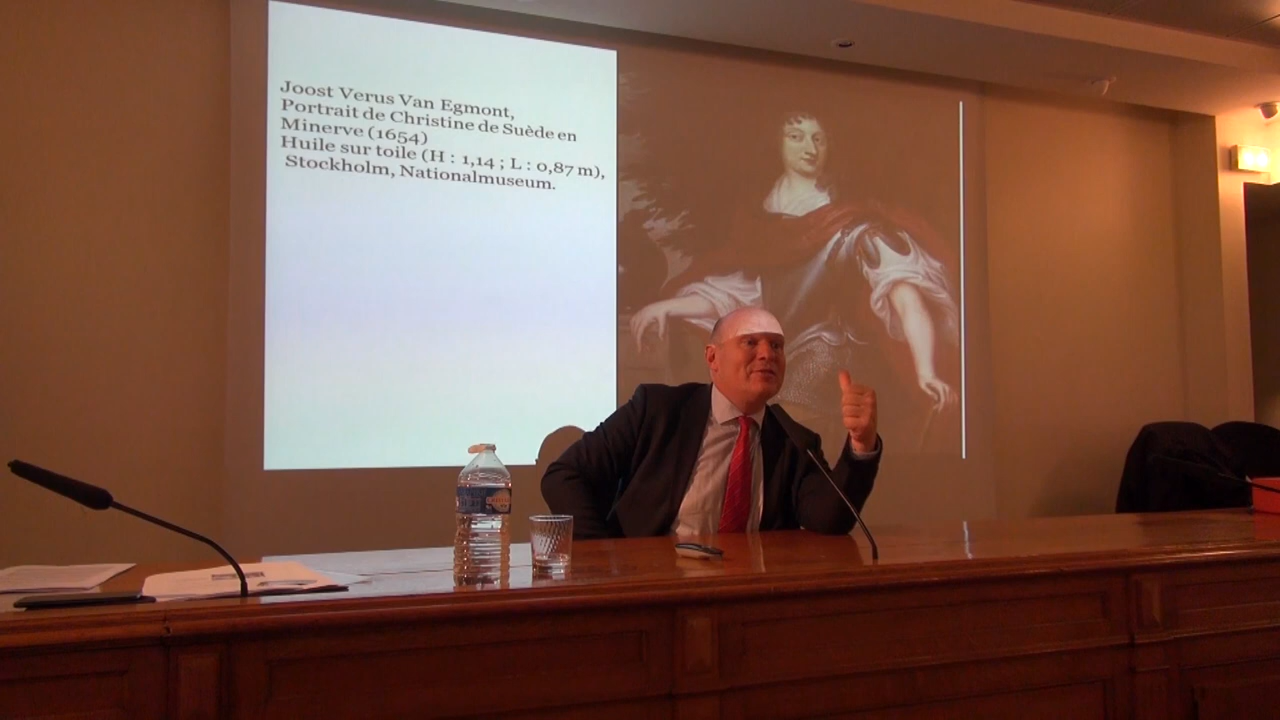 Joost Verus Van Egmont,
Portrait de Christine de Suède en
Minerve (1654)
Huile sur toile (H : 1,14 ; L : 0,87 m),
Stockholm, Nationalmuseum.